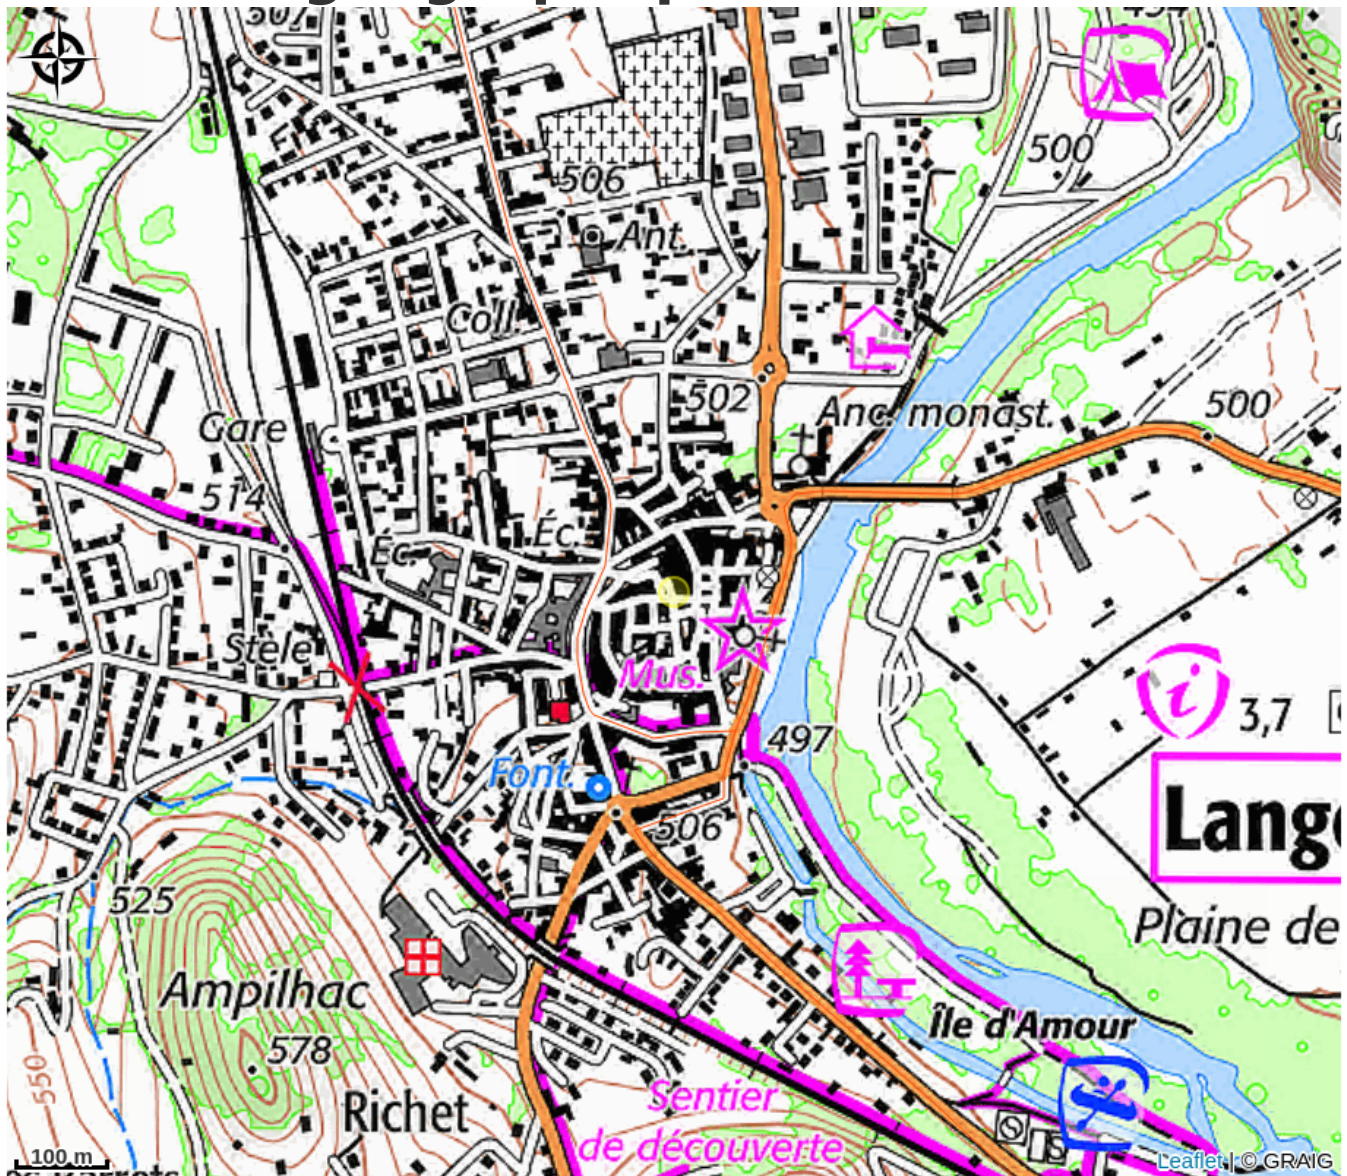 500
506
Ant.
Coll.
502
Anc. monast.
500
Gare
514
Éc.
Éc.
Stèle
Mus.
3,7
497
Font.
Lang
506
525
Plaine de
Ampilhac
Île d'Amour
578
550
Richet
Sentier
de découverte
100 m
Leaflet | © GRAIG